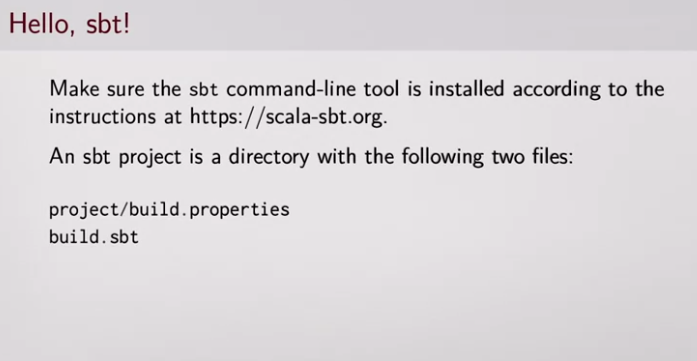 Hello, sbt!
Make sure the sbt command-line tool is installed according to the
instructions at https://scala-sbt.org.
An sbt project is a directory with the following two files:
project/build.properties
build.sbt